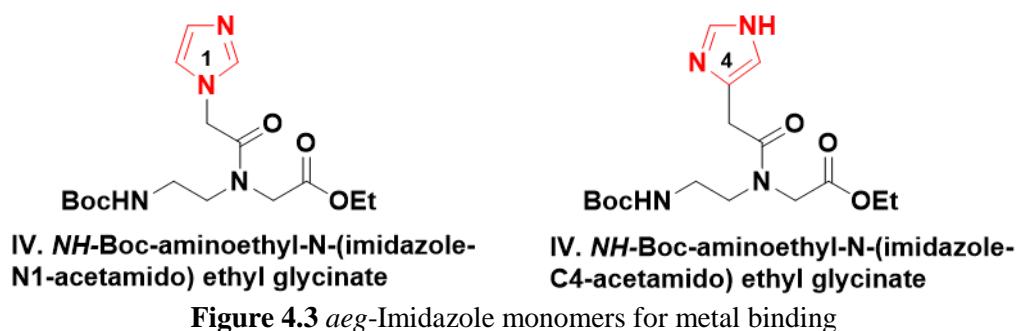 N
1
N
O
N
O
BocHN
OEt
IV. NH-Boc-aminoethyl-N-(imidazole-
N1-acetamido) ethyl glycinate
NH
N
4
O
N
O
BocHN
OEt
IV. NH-Boc-aminoethyl-N-(imidazole-
C4-acetamido) ethyl glycinate
Figure 4.3 aeg-Imidazole monomers for metal binding